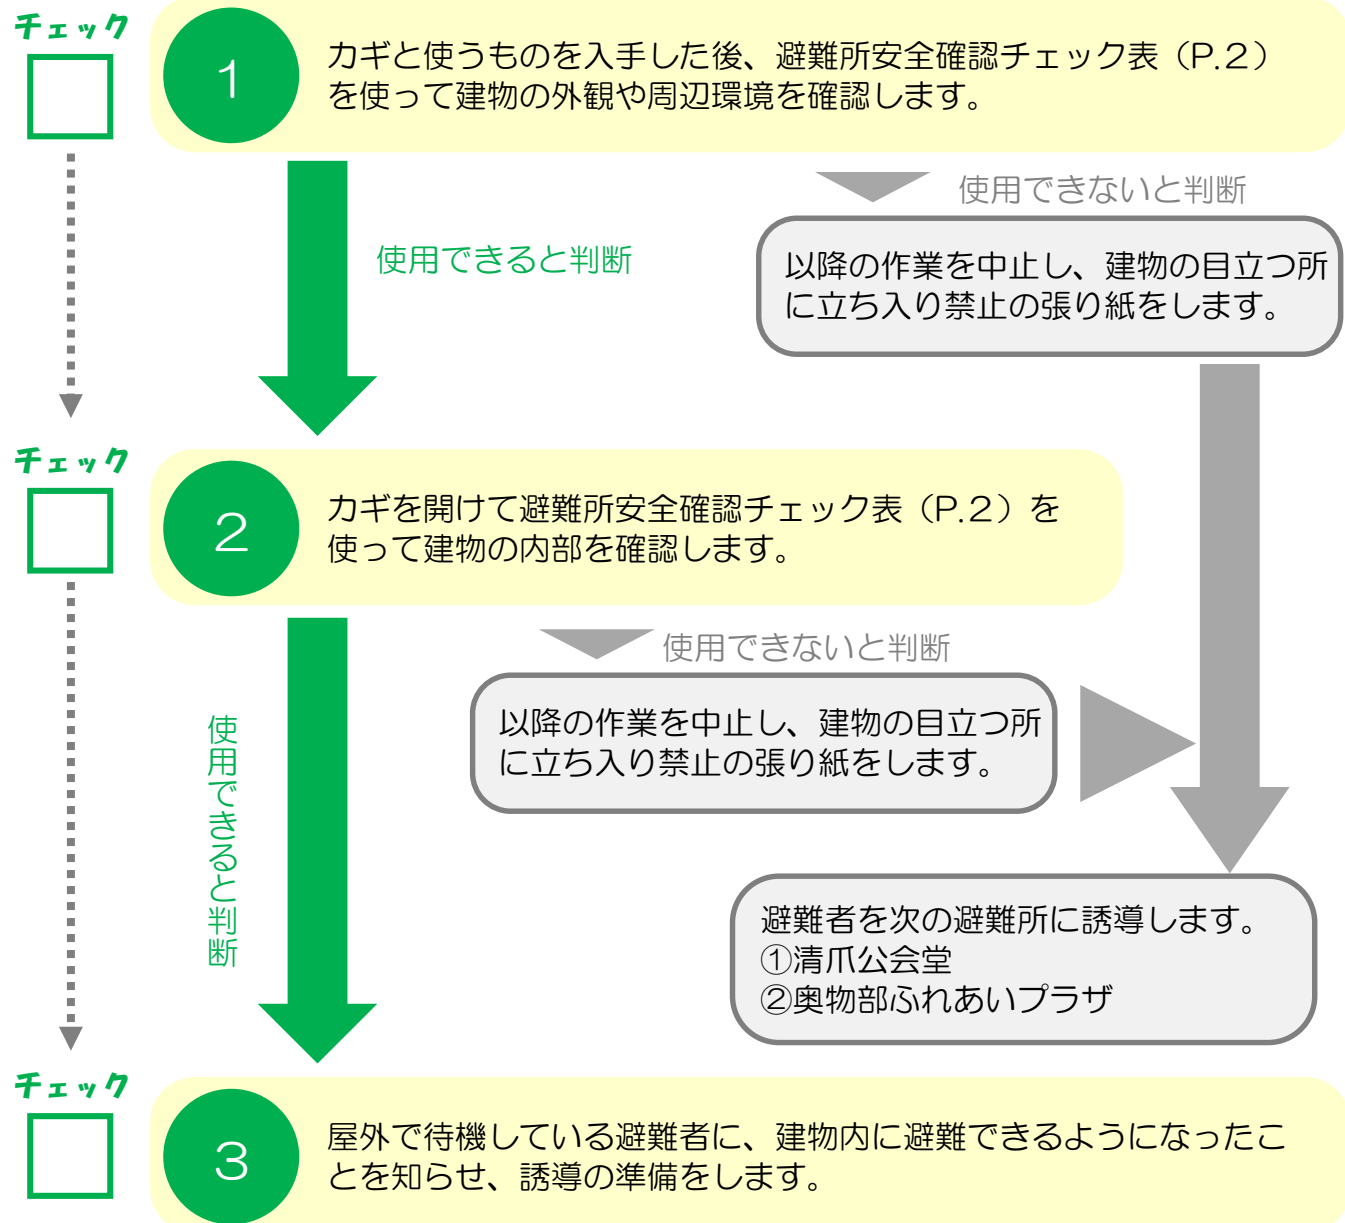 チェック
1
カギと使うものを入手した後、避難所安全確認チェック表（P.2）
を使って建物の外観や周辺環境を確認します。
使用できると判断
使用できないと判断
以降の作業を中止し、建物の目立つ所
に立ち入り禁止の張り紙をします。
チェック
2
カギを開けて避難所安全確認チェック表（P.2）を
使って建物の内部を確認します。
使用できると判断
使用できないと判断
以降の作業を中止し、建物の目立つ所
に立ち入り禁止の張り紙をします。
避難者を次の避難所に誘導します。
①清爪公会堂
②奥物部ふれあいプラザ
チェック
3
屋外で待機している避難者に、建物内に避難できるようになったこ
とを知らせ、誘導の準備をします。